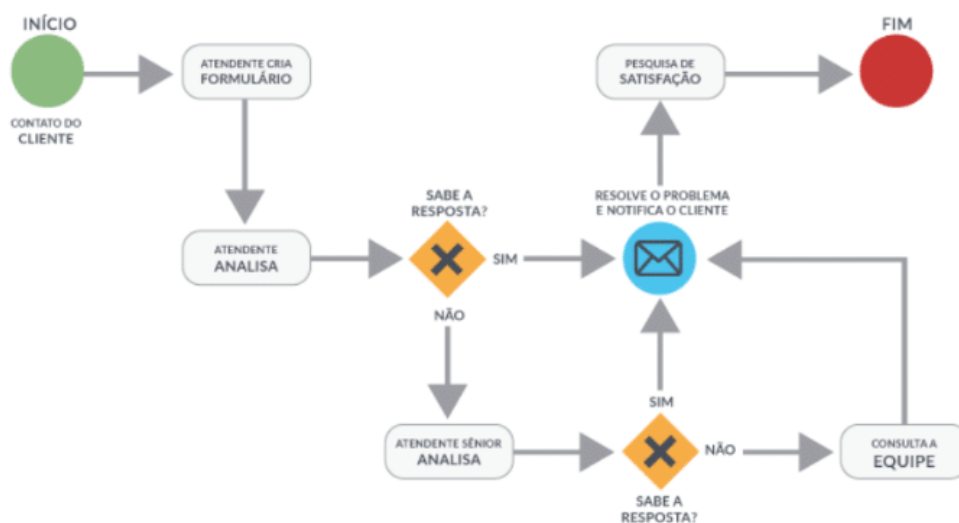 INÍCIO
CONTATO DO
CLIENTE
ATENDENTE CRIA
FORMULÁRIO
ATENDENTE
ANALISA
SABE A
RESPOSTA?
SIM
NÃO
ATENDENTE SÊNIOR
ANALISA
SABE A
RESPOSTA?
SIM
NÃO
CONSULTA A
EQUIPE
RESOLVE O PROBLEMA
E NOTIFICA O CLIENTE
PESQUISA DE
SATISFAÇÃO
FIM